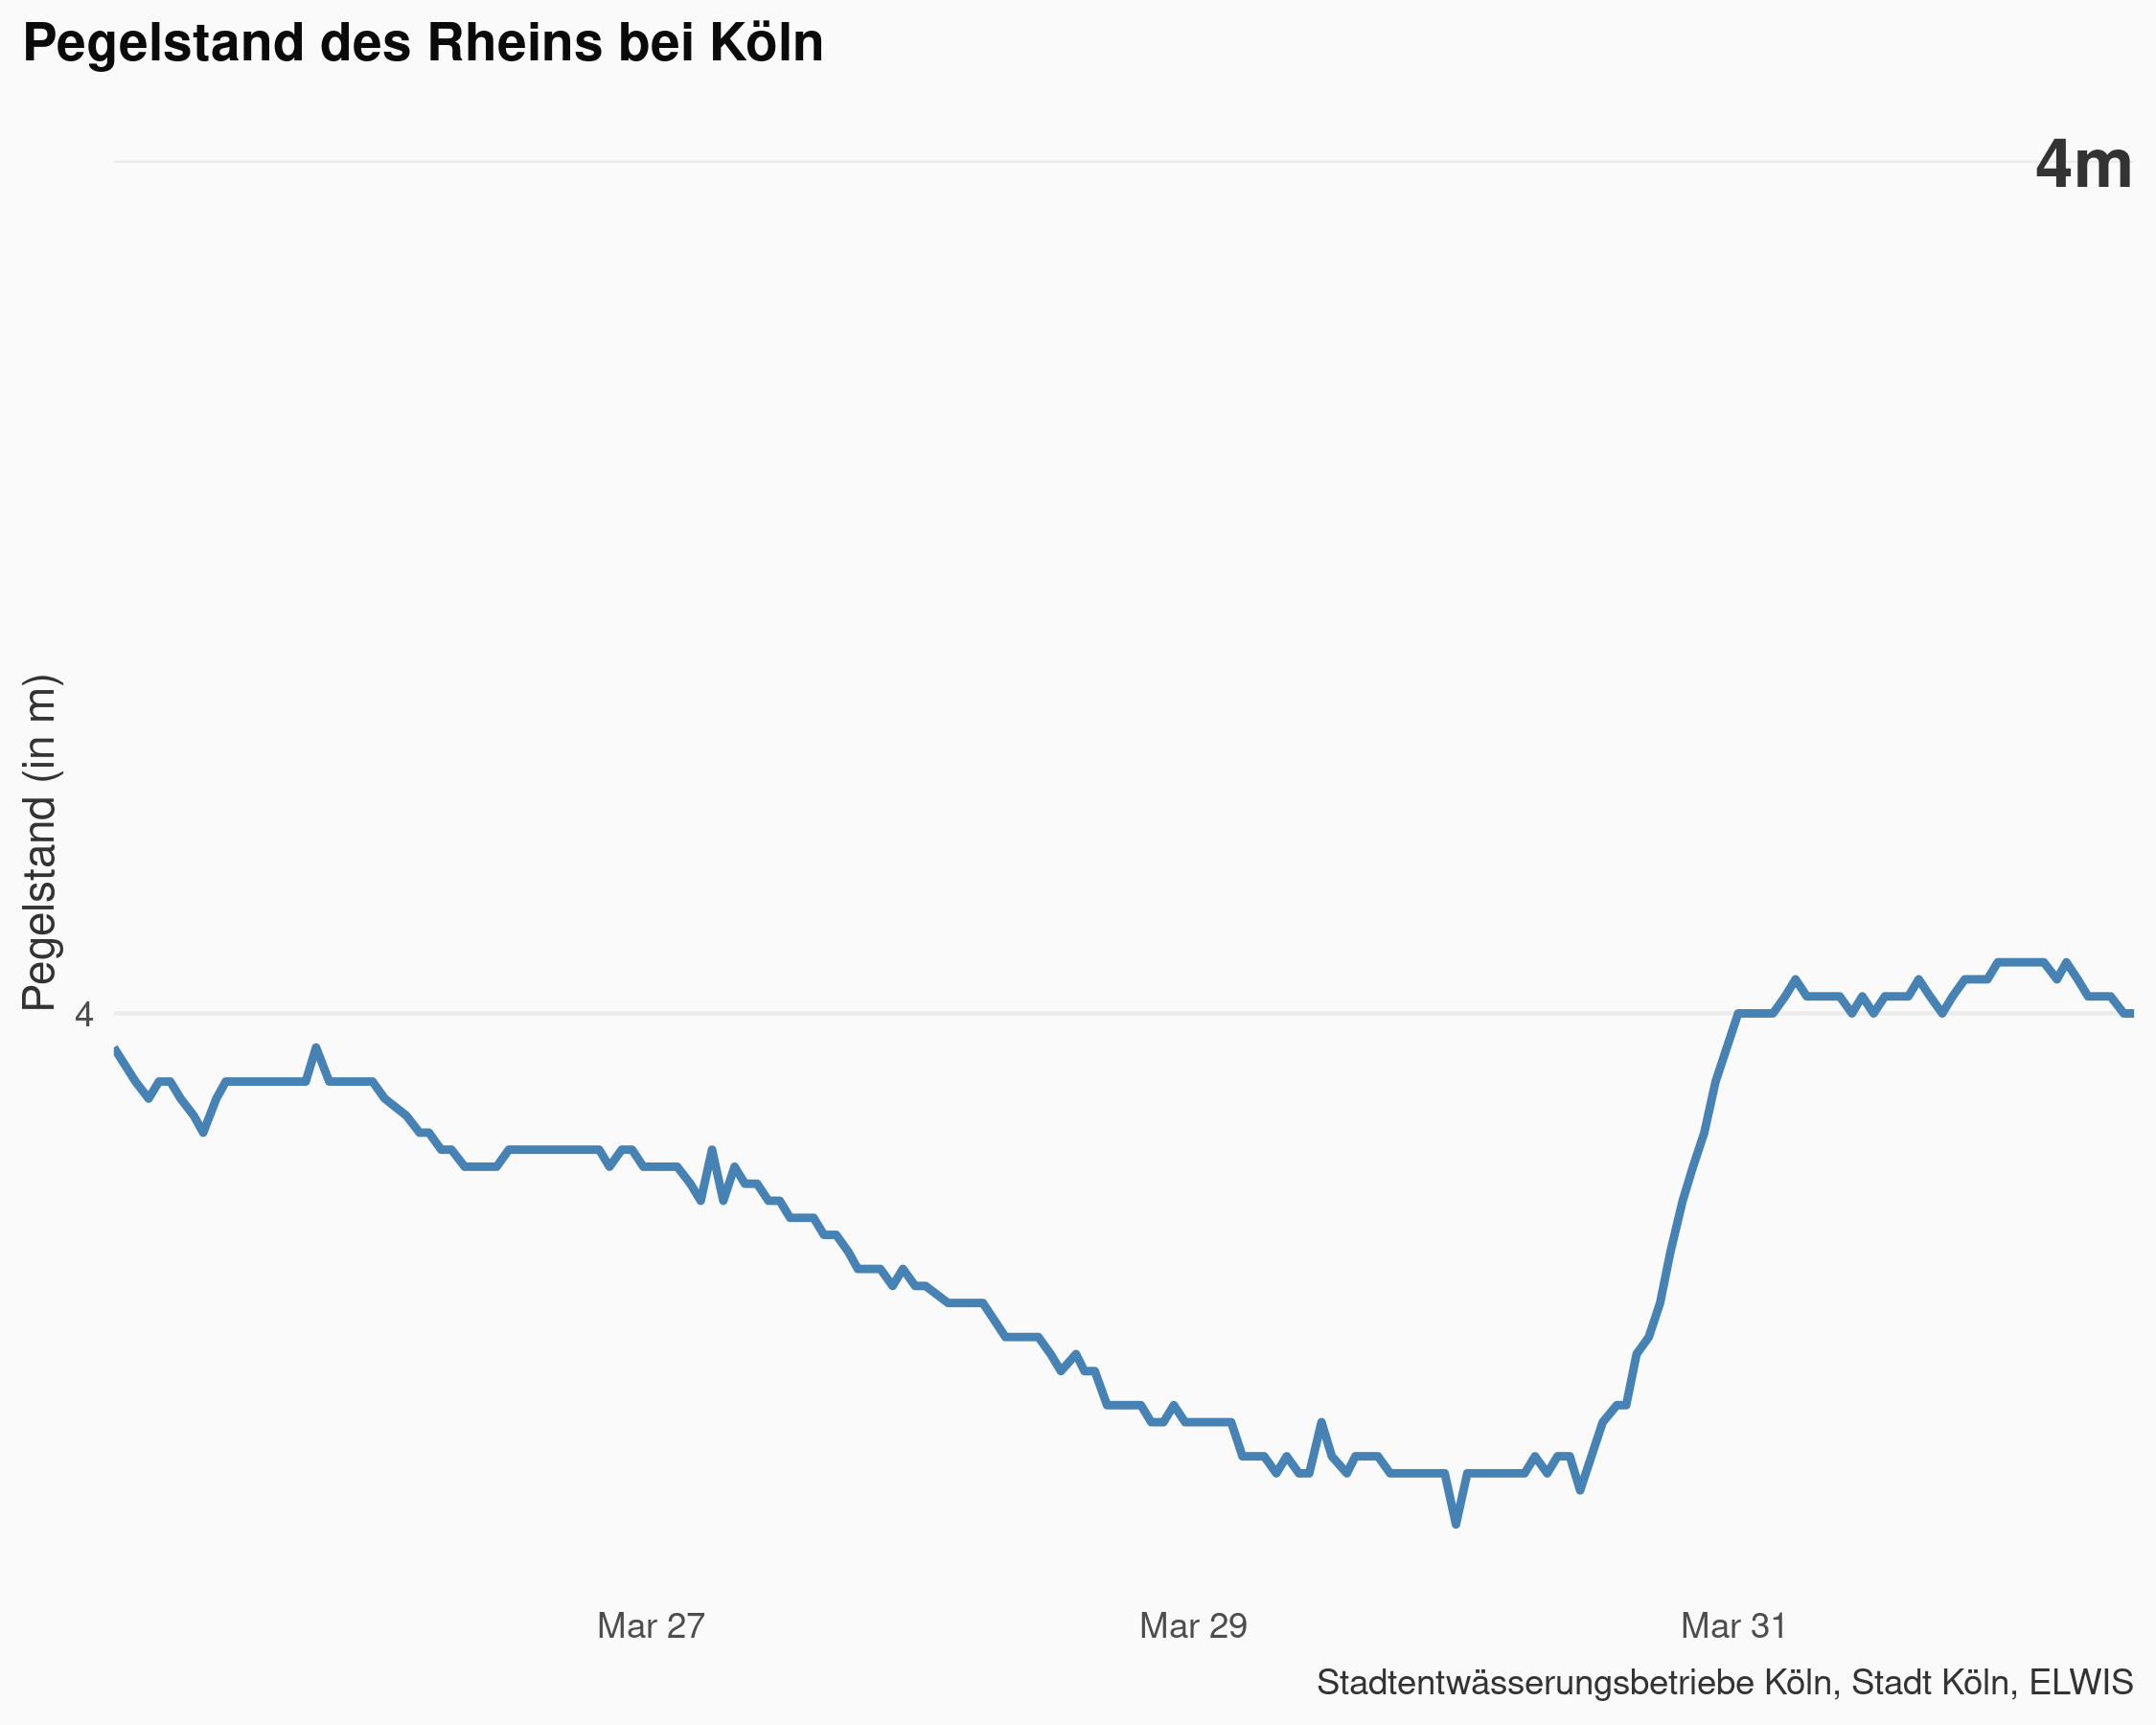 Pegelstand des Rheins bei Köln
4m
Pegelstand (in m)
4
Mar 27
Mar 29
Mar 31
Stadtentwässerungsbetriebe Köln, Stadt Köln, ELWIS